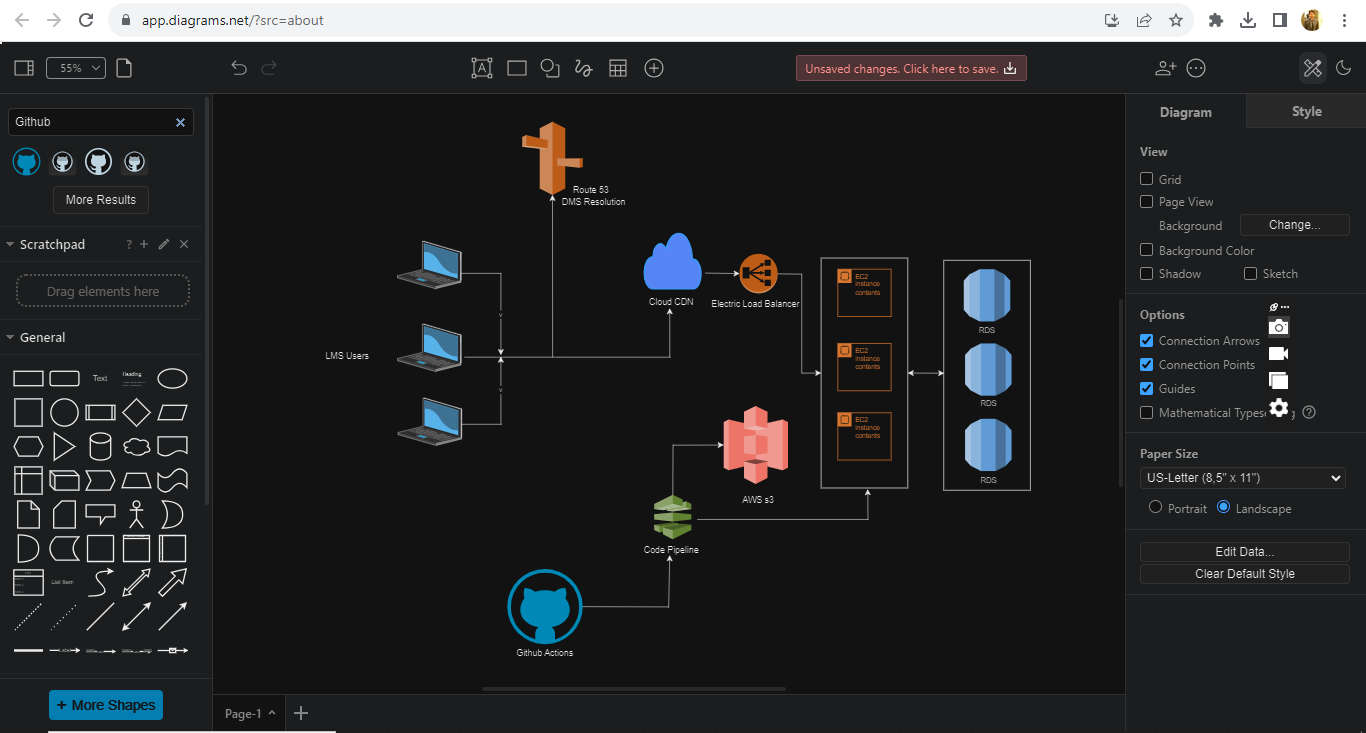 app.diagrams.net/?src=about
55%
Unsaved changes. Click here to save.
Github
More Results
Scratchpad
?
Drag elements here
General
Text
Heading
List Item
+ More Shapes
Route 53
DMS Resolution
LMS Users
Cloud CDN
Electric Load Balancer
EC2
instance
contents
EC2
instance
contents
EC2
instance
contents
RDS
RDS
RDS
AWS s3
Code Pipeline
Github Actions
Page-1
Diagram
Style
View
Grid
Page View
Background
Change...
Background Color
Shadow
Sketch
Options
Connection Arrows
Connection Points
Guides
Mathematical Types
Paper Size
US-Letter (8,5" x 11")
Portrait
Landscape
Edit Data...
Clear Default Style